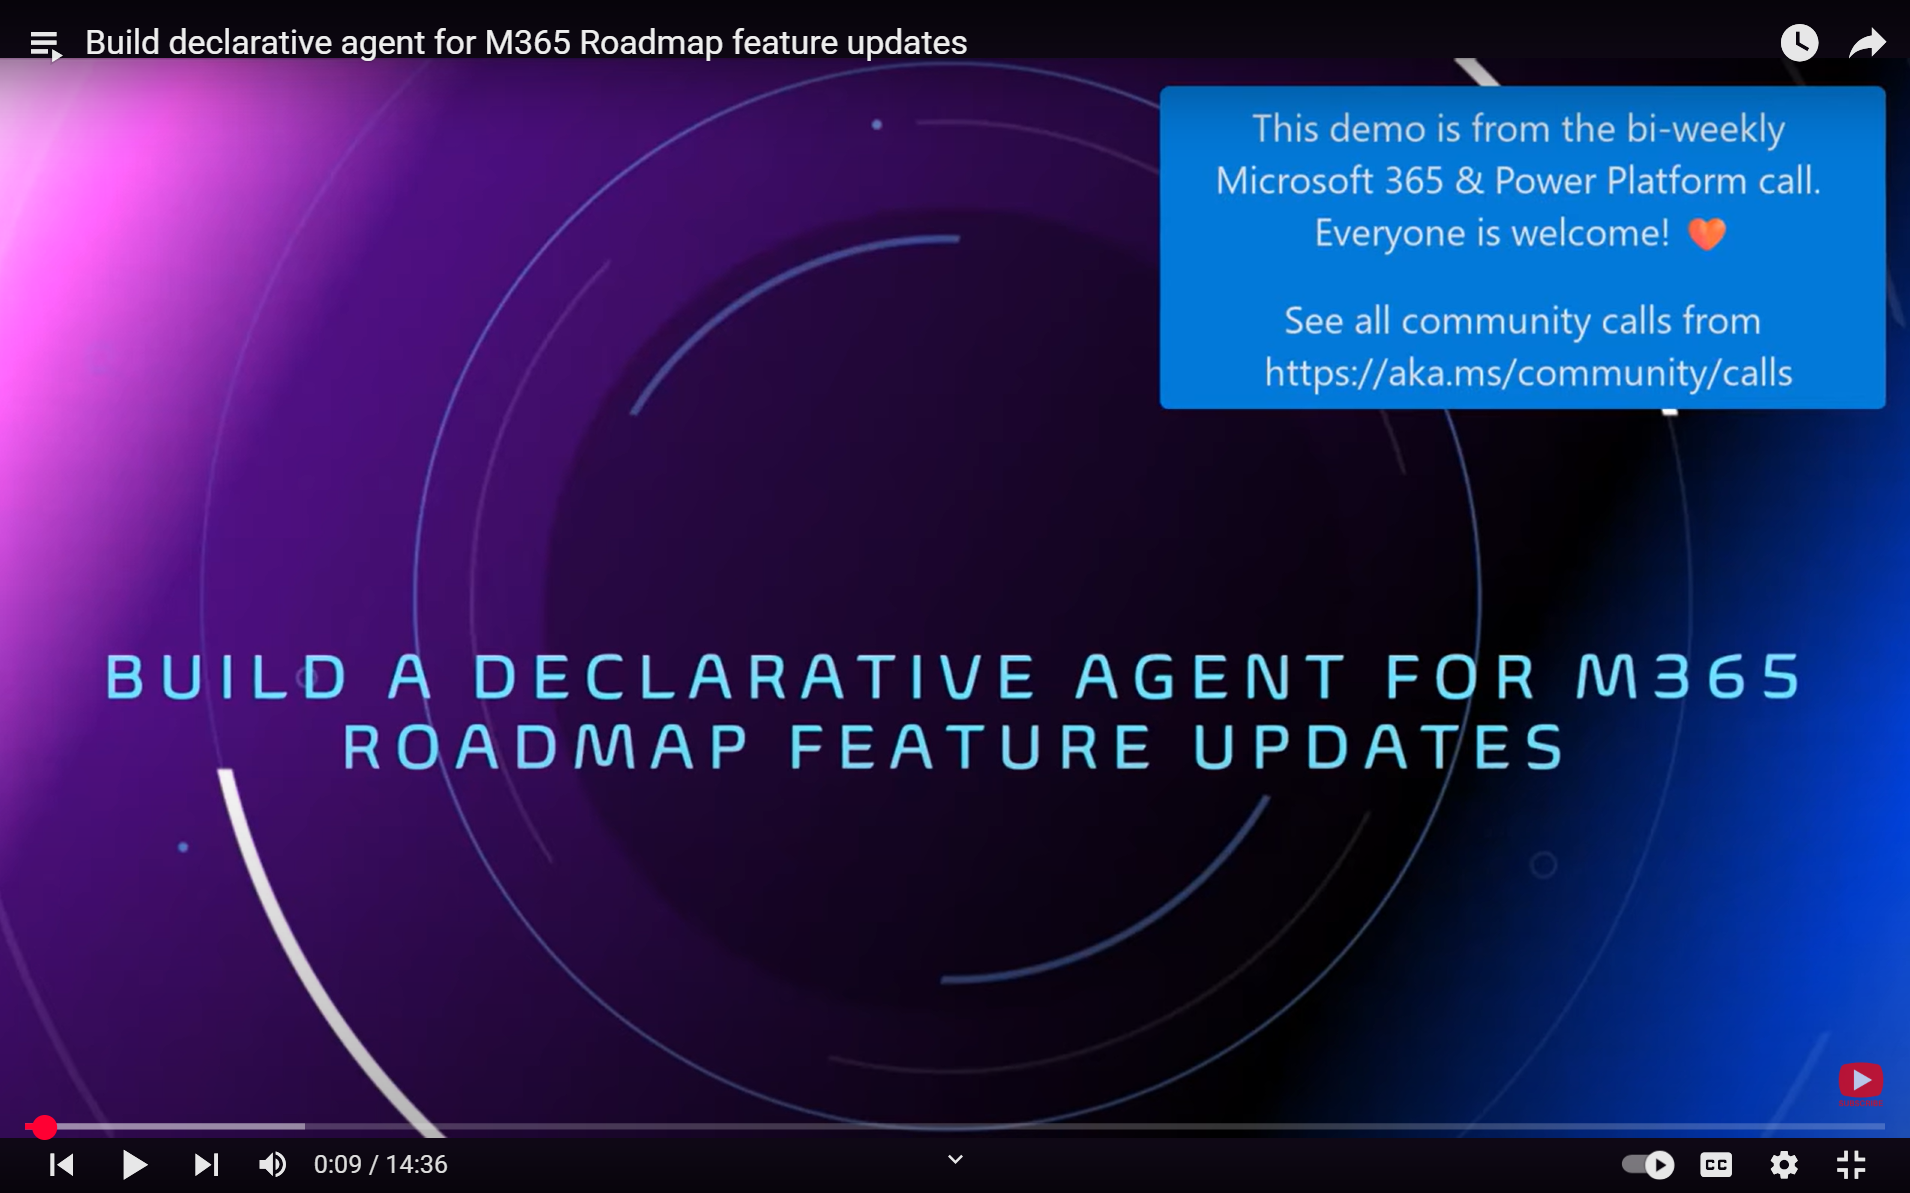 Build declarative agent for M365 Roadmap feature updates
This demo is from the bi-weekly
Microsoft 365 & Power Platform call.
Everyone is welcome! 🧡
See all community calls from
https://aka.ms/community/calls
BUILD A DECLARATIVE AGENT FOR M365
ROADMAP FEATURE UPDATES
0:09 / 14:36
CC